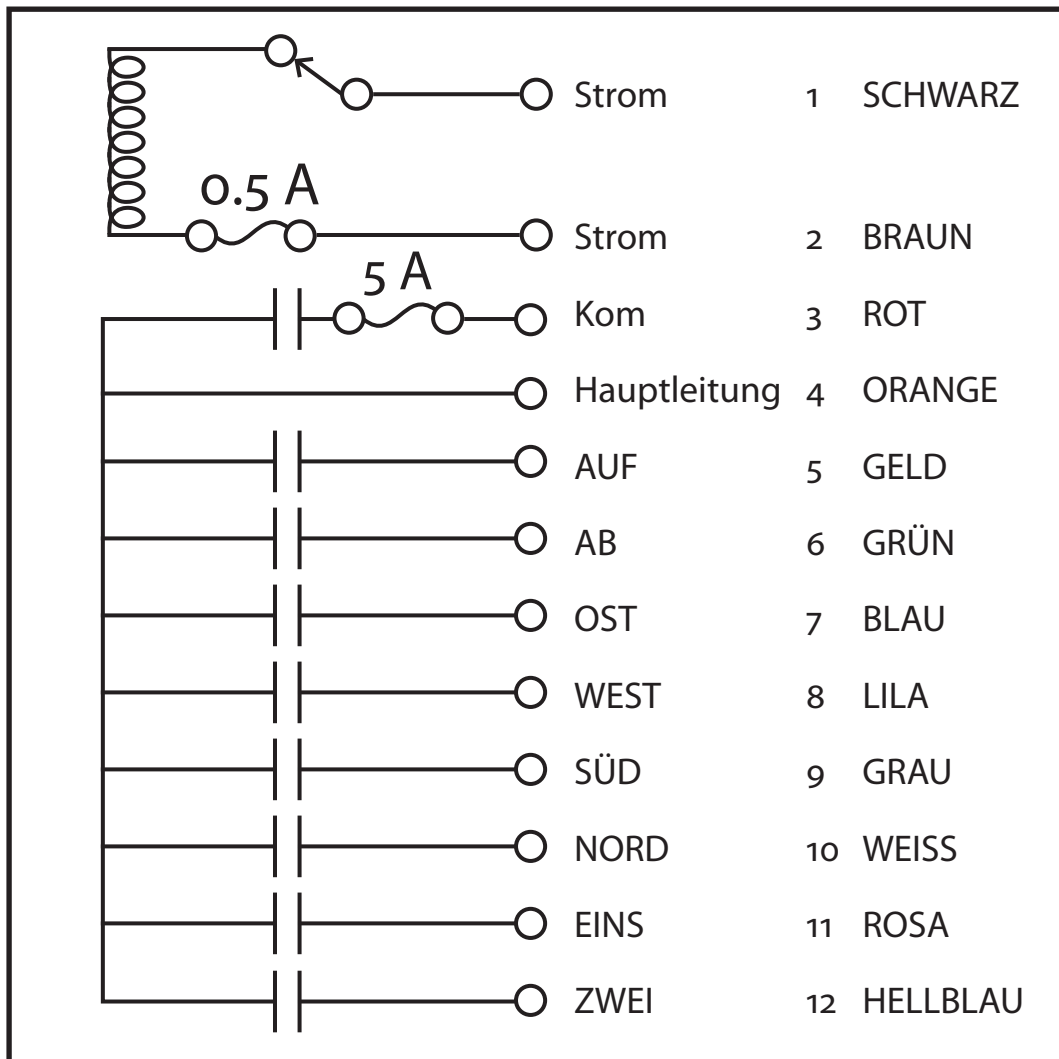 Strom 1 SCHWARZ
0.5 A
Strom 2 BRAUN
5 A
Kom 3 ROT
Hauptleitung 4 ORANGE
AUF 5 GELD
AB 6 GRÜN
OST 7 BLAU
WEST 8 LILA
SÜD 9 GRAU
NORD 10 WEISS
EINS 11 ROSA
ZWEI 12 HELLBLAU